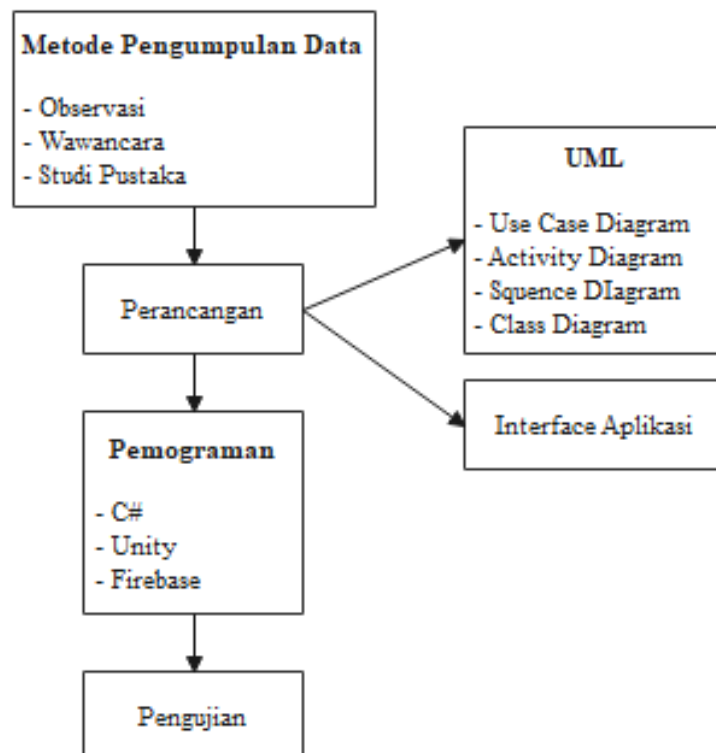 Metode Pengumpulan Data
- Observasi
- Wawancara
- Studi Pustaka
Perancangan
UML
- Use Case Diagram
- Activity Diagram
- Squence DIagram
- Class Diagram
Interface Aplikasi
Pemograman
- C#
- Unity
- Firebase
Pengujian